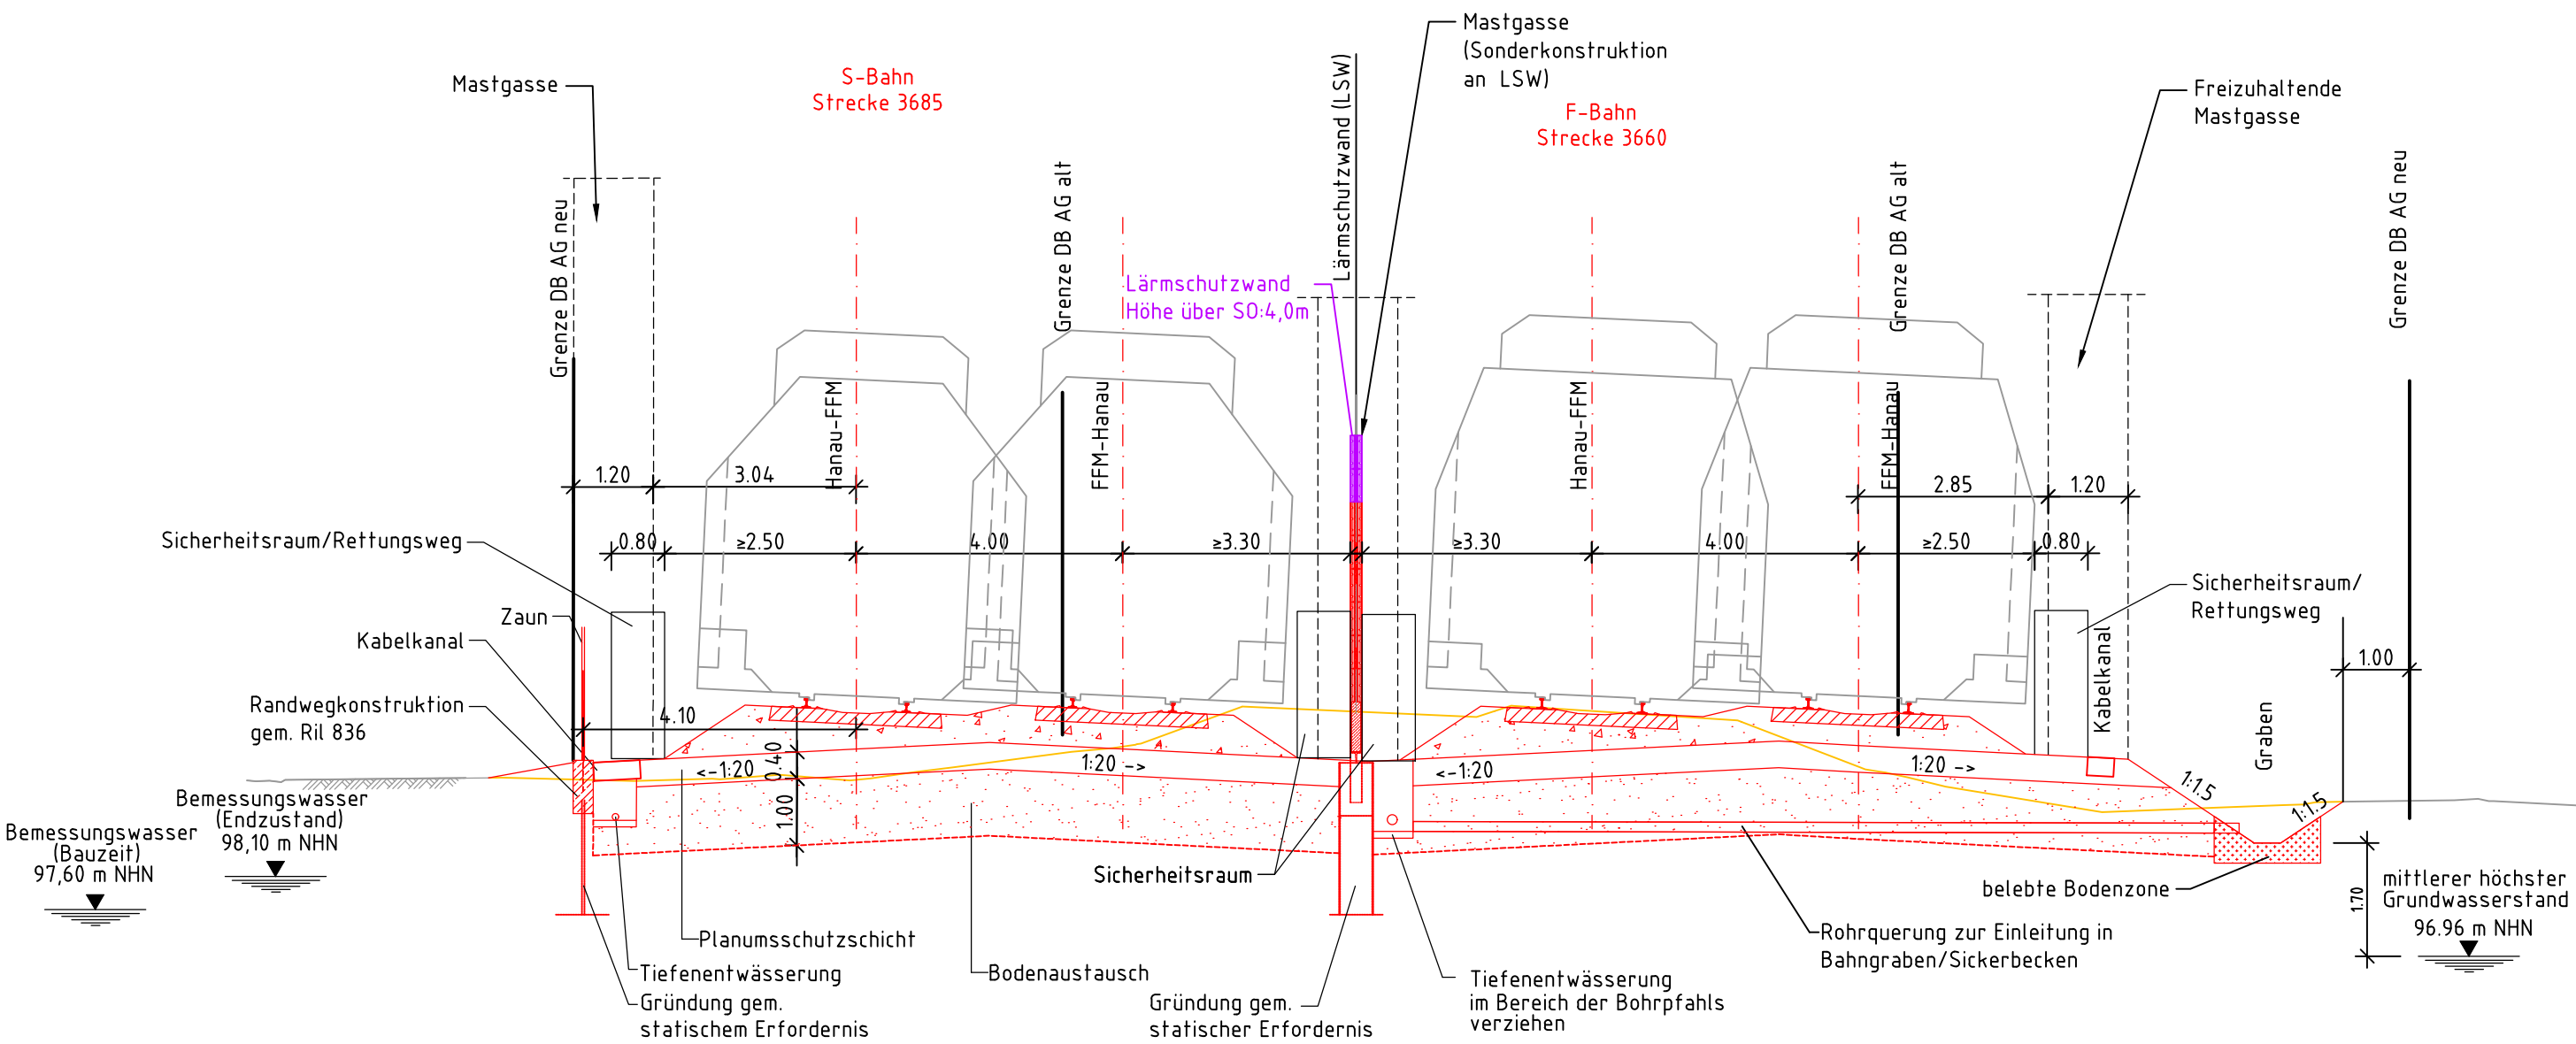 Mastgasse
(Sonderkonstruktion
an LSW)
Mastgasse
S-Bahn
Strecke 3685
F-Bahn
Strecke 3660
Freizuhaltende
Mastgasse
Grenze DB AG neu
Grenze DB AG alt
Lärmschutzwand (LSW)
Grenze DB AG alt
Grenze DB AG neu
Lärmschutzwand
Höhe über SO:4,0m
Hanau-FFM
FFM-Hanau
Hanau-FFM
FFM-Hanau
1.20
3.04
2.85
1.20
Sicherheitsraum/Rettungsweg
0.80
≥2.50
4.00
≥3.30
≥3.30
4.00
≥2.50
0.80
Sicherheitsraum/
Rettungsweg
Zaun
Kabelkanal
Kabelkanal
1.00
Randwegkonstruktion
gem. Ril 836
4.10
Graben
0.40
1.00
<-1:20
1:20 ->
<-1:20
1:20 ->
1:1.5
1:1.5
Bemessungswasser
(Endzustand)
98,10 m NHN
Bemessungswasser
(Bauzeit)
97,60 m NHN
Sicherheitsraum
belebte Bodenzone
1.70
mittlerer höchster
Grundwasserstand
96.96 m NHN
Planumsschutzschicht
Rohrquerung zur Einleitung in
Bahngraben/Sickerbecken
Tiefenentwässerung
Bodenaustausch
Tiefenentwässerung
im Bereich der Bohrpfahls
verziehen
Gründung gem.
statischem Erfordernis
Gründung gem.
statischer Erfordernis